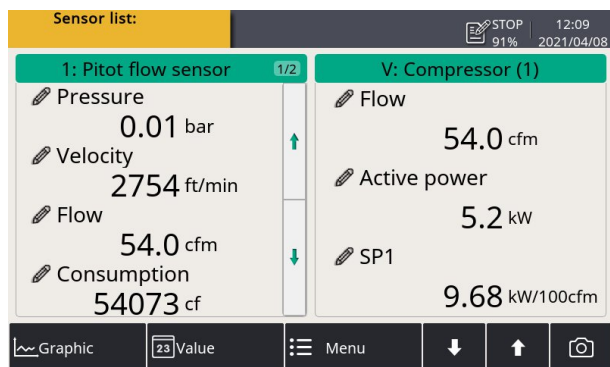 Sensor list:
STOP
91%
12:09
2021/04/08
1: Pitot flow sensor 1/2
Pressure
0.01 bar
Velocity
2754 ft/min
Flow
54.0 cfm
Consumption
54073 cf
V: Compressor (1)
Flow
54.0 cfm
Active power
5.2 kW
SP1
9.68 kW/100cfm
Graphic
23 Value
Menu